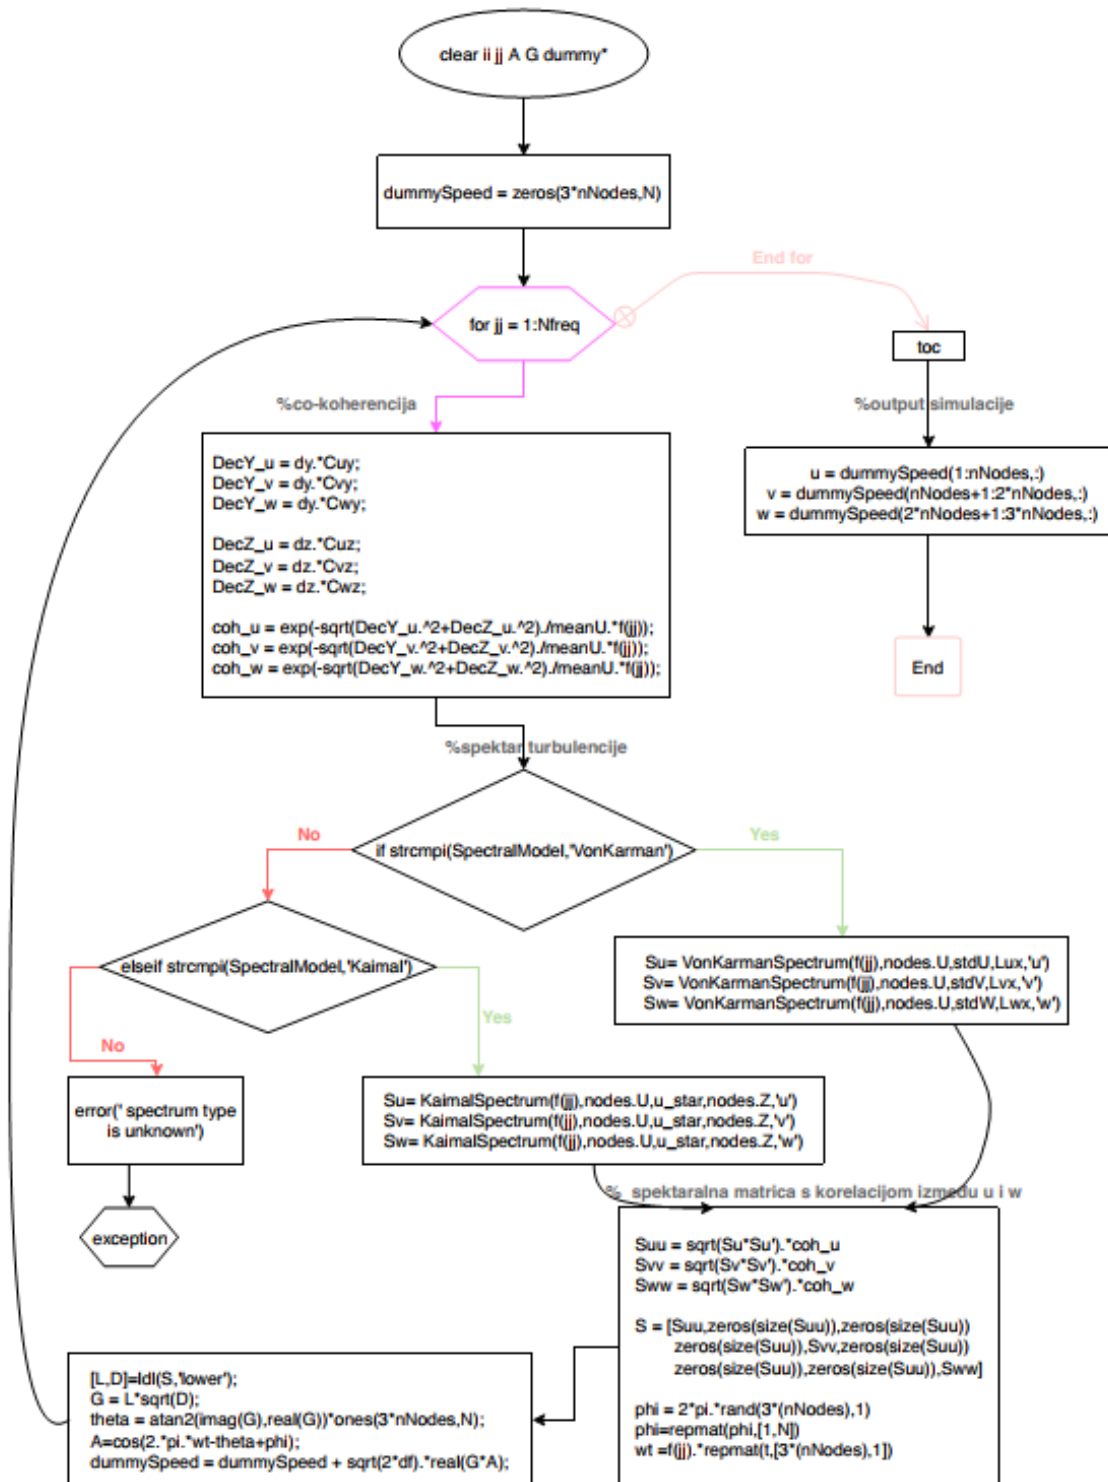 clear ii jj A G dummy*
dummySpeed = zeros(3*nNodes,N)
End for
for jj = 1:Nfreq
toc
%co-koherencija
%output simulacije
DecY_u = dy.*Cuy;
DecY_v = dy.*Cvy;
DecY_w = dy.*Cwy;
DecZ_u = dz.*Cuz;
DecZ_v = dz.*Cvz;
DecZ_w = dz.*Cwz;
coh_u = exp(-sqrt(DecY_u.^2+DecZ_u.^2)./meanU.*f(jj));
coh_v = exp(-sqrt(DecY_v.^2+DecZ_v.^2)./meanU.*f(jj));
coh_w = exp(-sqrt(DecY_w.^2+DecZ_w.^2)./meanU.*f(jj));
u = dummySpeed(1:nNodes,:)
v = dummySpeed(nNodes+1:2*nNodes,:)
w = dummySpeed(2*nNodes+1:3*nNodes,:)
End
%spektar turbulencije
No
if strcmpi(SpectralModel,'VonKarman')
Yes
elseif strcmpi(SpectralModel,'Kaimal')
Su= VonKarmanSpectrum(f(jj),nodes.U,stdU,Lux,'u')
Sv= VonKarmanSpectrum(f(jj),nodes.U,stdV,Lvx,'v')
Sw= VonKarmanSpectrum(f(jj),nodes.U,stdW,Lwx,'w')
No
Yes
error(' spectrum type
is unknown')
Su= KaimalSpectrum(f(jj),nodes.U,u_star,nodes.Z,'u')
Sv= KaimalSpectrum(f(jj),nodes.U,u_star,nodes.Z,'v')
Sw= KaimalSpectrum(f(jj),nodes.U,u_star,nodes.Z,'w')
exception
% spektaralna matrica s korelacijom između u i w
Suu = sqrt(Su*Su').*coh_u
Svv = sqrt(Sv*Sv').*coh_v
Sww = sqrt(Sw*Sw').*coh_w
S = [Suu,zeros(size(Suu)),zeros(size(Suu))
zeros(size(Suu)),Svv,zeros(size(Suu))
zeros(size(Suu)),zeros(size(Suu)),Sww]
phi = 2*pi.*rand(3*(nNodes),1)
phi=repmat(phi,[1,N])
wt =f(jj).*repmat(t,[3*(nNodes),1])
[L,D]=ldl(S,'lower');
G = L*sqrt(D);
theta = atan2(imag(G),real(G))*ones(3*nNodes,N);
A=cos(2.*pi.*wt-theta+phi);
dummySpeed = dummySpeed + sqrt(2*df).*real(G*A);